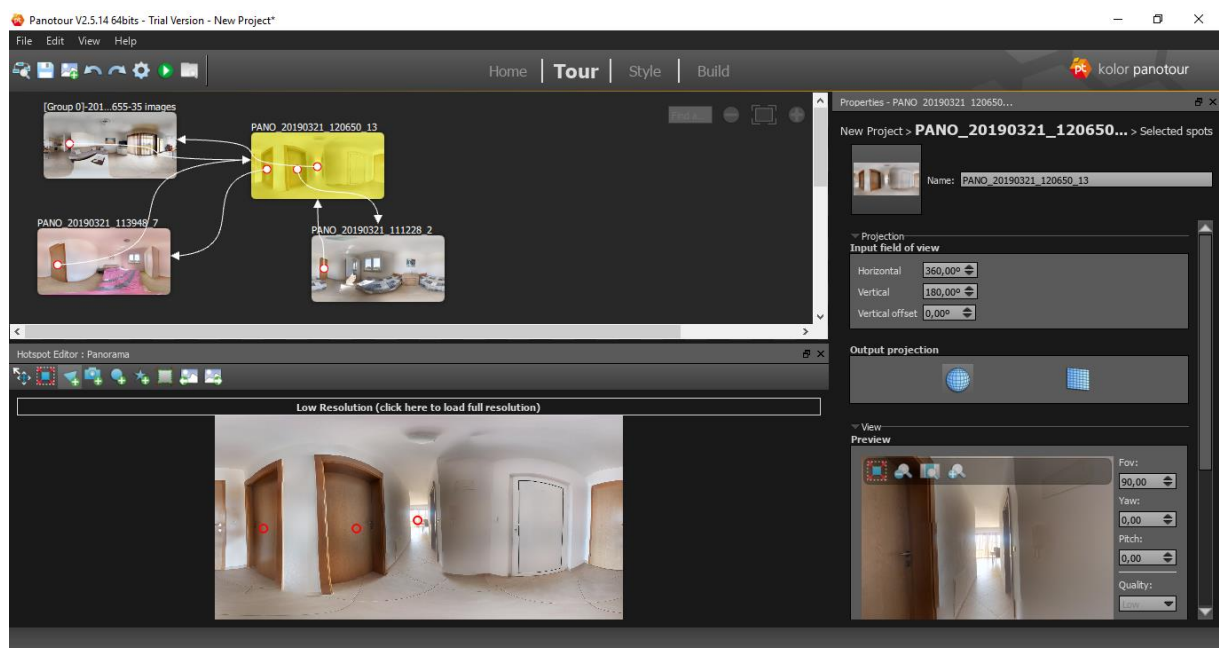 Panotour V2.5.14 64bits - Trial Version - New Project*
File Edit View Help
Home Tour Style Build
kolor panotour
[Group 0]-201...655-35 images
PANO_20190321_120650_13
PANO_20190321_113948_7
PANO_20190321_111228_2
Properties - PANO_20190321_120650...
New Project > PANO_20190321_120650... > Selected spots
Name: PANO_20190321_120650_13
Projection
Input field of view
Horizontal 360,00º
Vertical 180,00º
Vertical offset 0,00º
Output projection
View
Preview
Fov:
90,00
Yaw:
0,00
Pitch:
0,00
Quality:
Low
Hotspot Editor : Panorama
Low Resolution (click here to load full resolution)